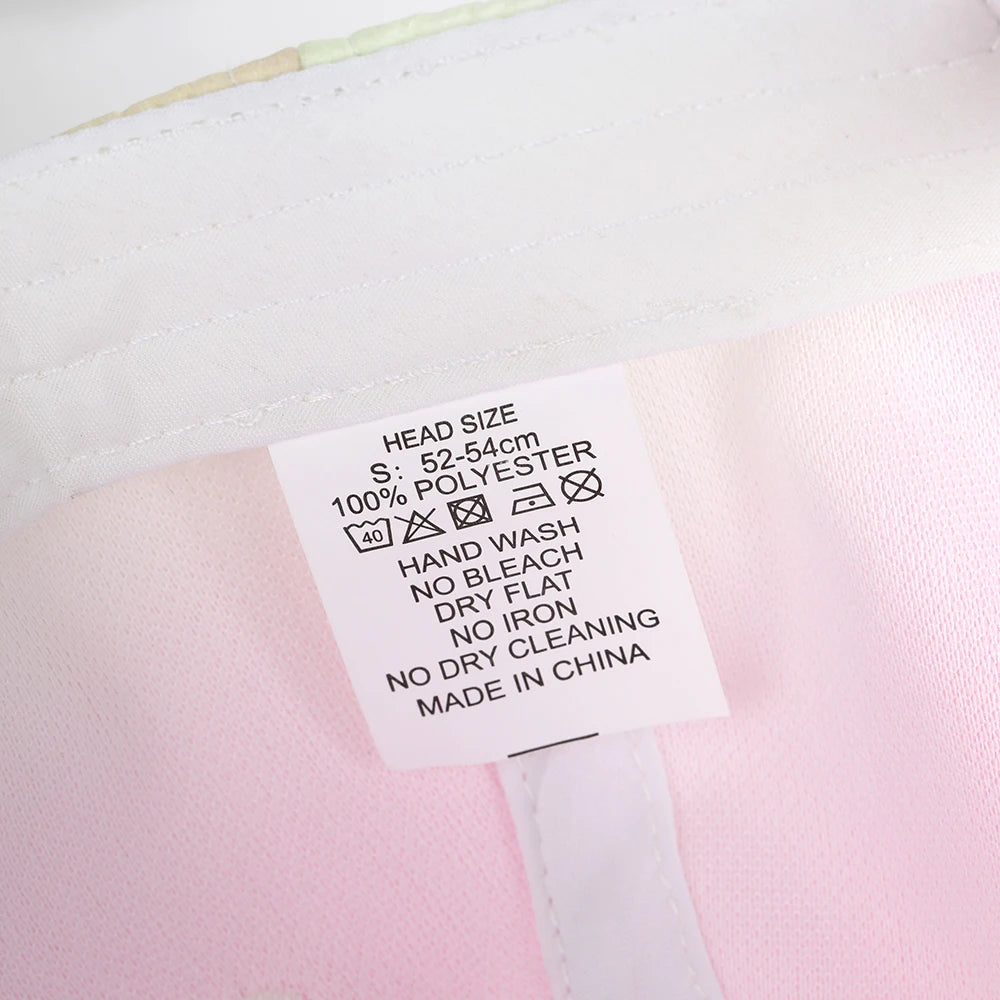 HEAD SIZE
S: 52-54cm
100% POLYESTER
40
HAND WASH
NO BLEACH
DRY FLAT
NO IRON
NO DRY CLEANING
MADE IN CHINA